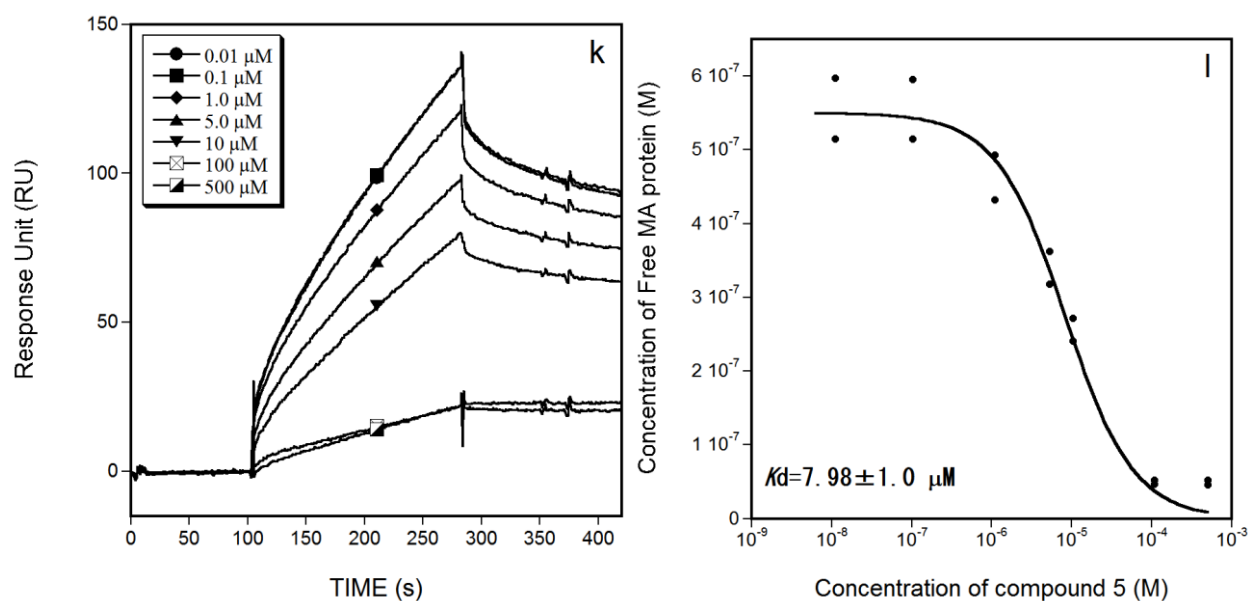 k
150
100
50
0
Response Unit (RU)
0.01 μM
0.1 μM
1.0 μM
5.0 μM
10 μM
100 μM
500 μM
0 50 100 150 200 250 300 350 400
TIME (s)
l
6 10⁻⁷
5 10⁻⁷
4 10⁻⁷
3 10⁻⁷
2 10⁻⁷
1 10⁻⁷
0
Concentration of Free MA protein (M)
Kd=7.98±1.0 μM
10⁻⁹ 10⁻⁸ 10⁻⁷ 10⁻⁶ 10⁻⁵ 10⁻⁴ 10⁻³
Concentration of compound 5 (M)